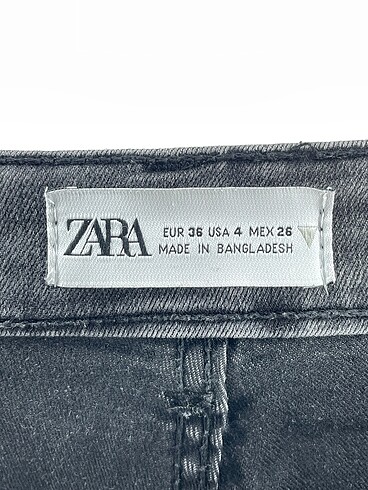 ZARA
EUR 36 USA 4 MEX 26
MADE IN BANGLADESH